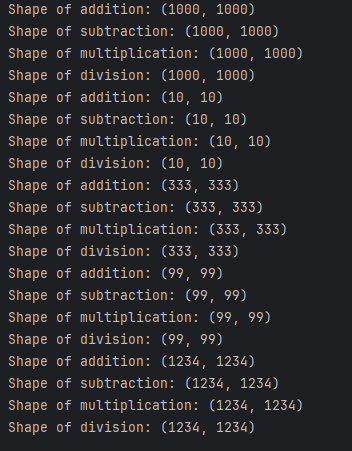 Shape of addition: (1000, 1000)
Shape of subtraction: (1000, 1000)
Shape of multiplication: (1000, 1000)
Shape of division: (1000, 1000)
Shape of addition: (10, 10)
Shape of subtraction: (10, 10)
Shape of multiplication: (10, 10)
Shape of division: (10, 10)
Shape of addition: (333, 333)
Shape of subtraction: (333, 333)
Shape of multiplication: (333, 333)
Shape of division: (333, 333)
Shape of addition: (99, 99)
Shape of subtraction: (99, 99)
Shape of multiplication: (99, 99)
Shape of division: (99, 99)
Shape of addition: (1234, 1234)
Shape of subtraction: (1234, 1234)
Shape of multiplication: (1234, 1234)
Shape of division: (1234, 1234)